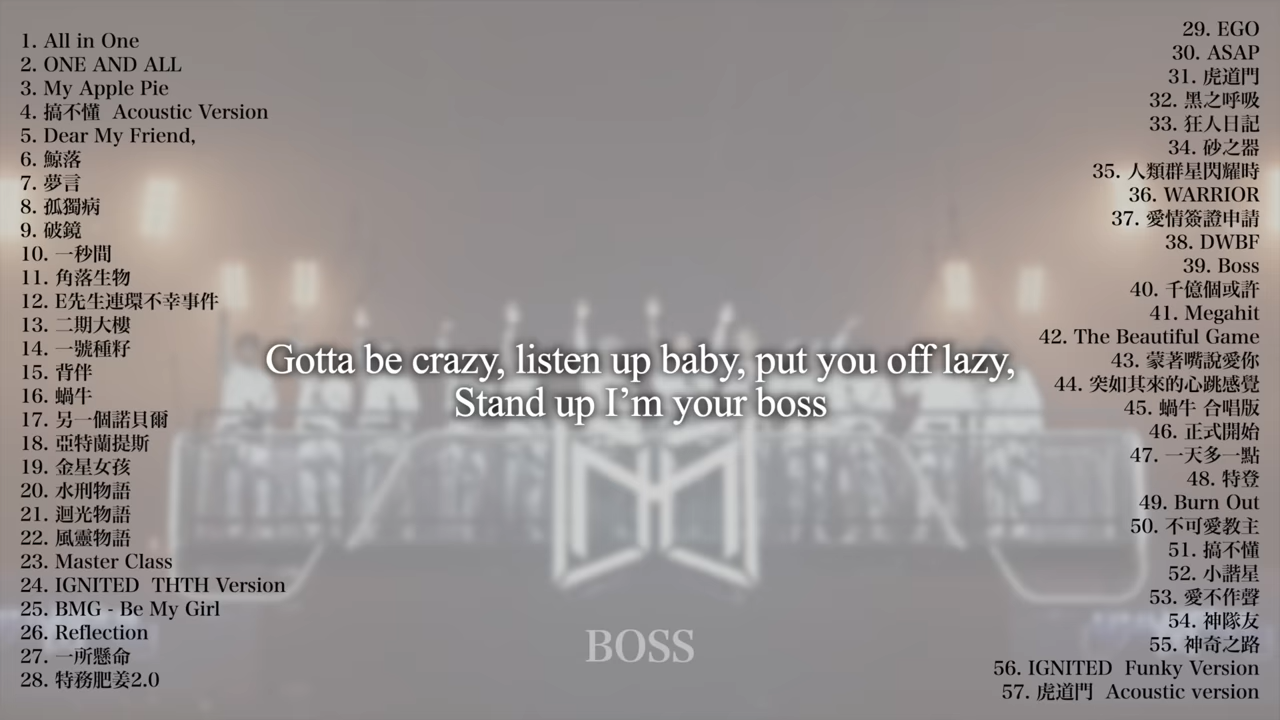 1. All in One
2. ONE AND ALL
3. My Apple Pie
4. 搞不懂  Acoustic Version
5. Dear My Friend,
6. 鯨落
7. 夢言
8. 孤獨病
9. 破鏡
10. 一秒間
11. 角落生物
12. E先生連環不幸事件
13. 二期大樓
14. 一號種籽
15. 背伴
16. 蝸牛
17. 另一個諾貝爾
18. 亞特蘭提斯
19. 金星女孩
20. 水刑物語
21. 迴光物語
22. 風靈物語
23. Master Class
24. IGNITED  THTH Version
25. BMG - Be My Girl
26. Reflection
27. 一所懸命
28. 特務肥姜2.0
Gotta be crazy, listen up baby, put you off lazy,
Stand up I’m your boss
BOSS
29. EGO
30. ASAP
31. 虎道門
32. 黑之呼吸
33. 狂人日記
34. 砂之器
35. 人類群星閃耀時
36. WARRIOR
37. 愛情簽證申請
38. DWBF
39. Boss
40. 千億個或許
41. Megahit
42. The Beautiful Game
43. 蒙著嘴說愛你
44. 突如其來的心跳感覺
45. 蝸牛 合唱版
46. 正式開始
47. 一天多一點
48. 特登
49. Burn Out
50. 不可愛教主
51. 搞不懂
52. 小諧星
53. 愛不作聲
54. 神隊友
55. 神奇之路
56. IGNITED  Funky Version
57. 虎道門  Acoustic version